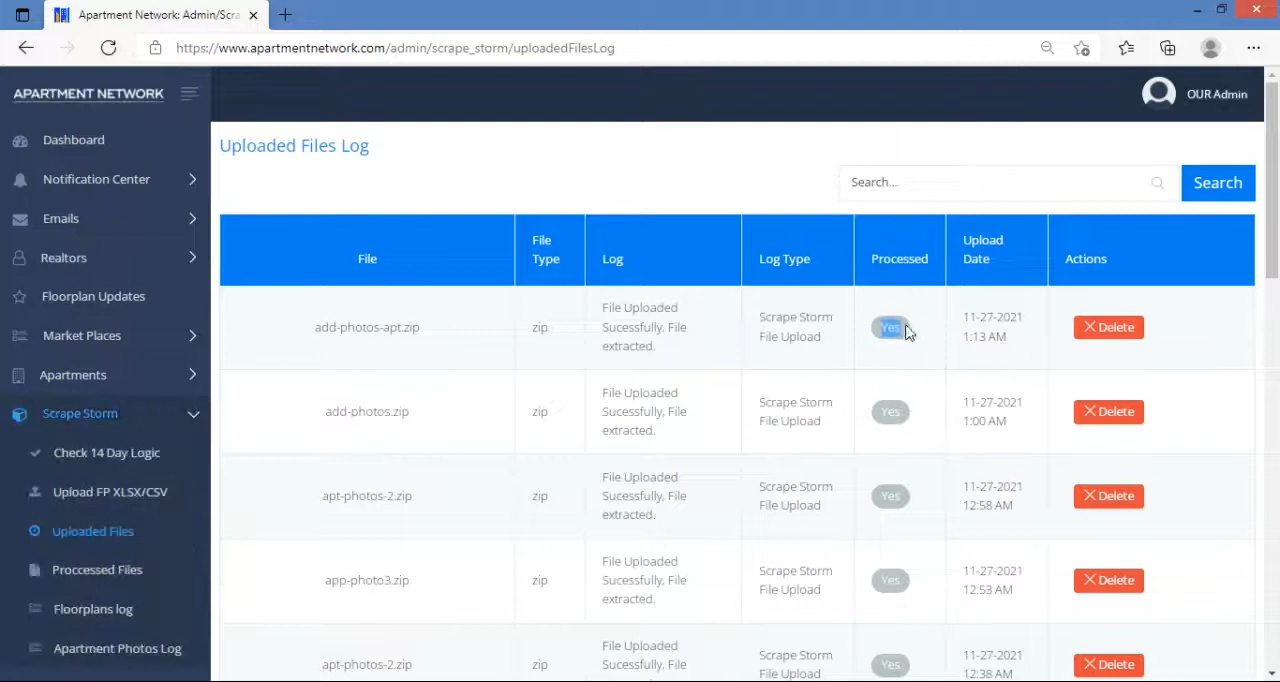 Apartment Network: Admin/Scra
https://www.apartmentnetwork.com/admin/scrape_storm/uploadedFilesLog
APARTMENT NETWORK
OUR Admin
Dashboard
Notification Center
Emails
Realtors
Floorplan Updates
Market Places
Apartments
Scrape Storm
Check 14 Day Logic
Upload FP XLSX/CSV
Uploaded Files
Proccessed Files
Floorplans log
Apartment Photos Log
Uploaded Files Log
Search...
Search
File
File Type
Log
Log Type
Processed
Upload Date
Actions
add-photos-apt.zip
zip
File Uploaded
Sucessfully, File
extracted.
Scrape Storm
File Upload
Yes
11-27-2021
1:13 AM
Delete
add-photos.zip
zip
File Uploaded
Sucessfully, File
extracted.
Scrape Storm
File Upload
Yes
11-27-2021
1:00 AM
Delete
apt-photos-2.zip
zip
File Uploaded
Sucessfully, File
extracted.
Scrape Storm
File Upload
Yes
11-27-2021
12:58 AM
Delete
app-photo3.zip
zip
File Uploaded
Sucessfully, File
extracted.
Scrape Storm
File Upload
Yes
11-27-2021
12:53 AM
Delete
apt-photos-2.zip
zip
File Uploaded
Sucessfully, File
Scrape Storm
File Upload
Yes
11-27-2021
12:38 AM
Delete